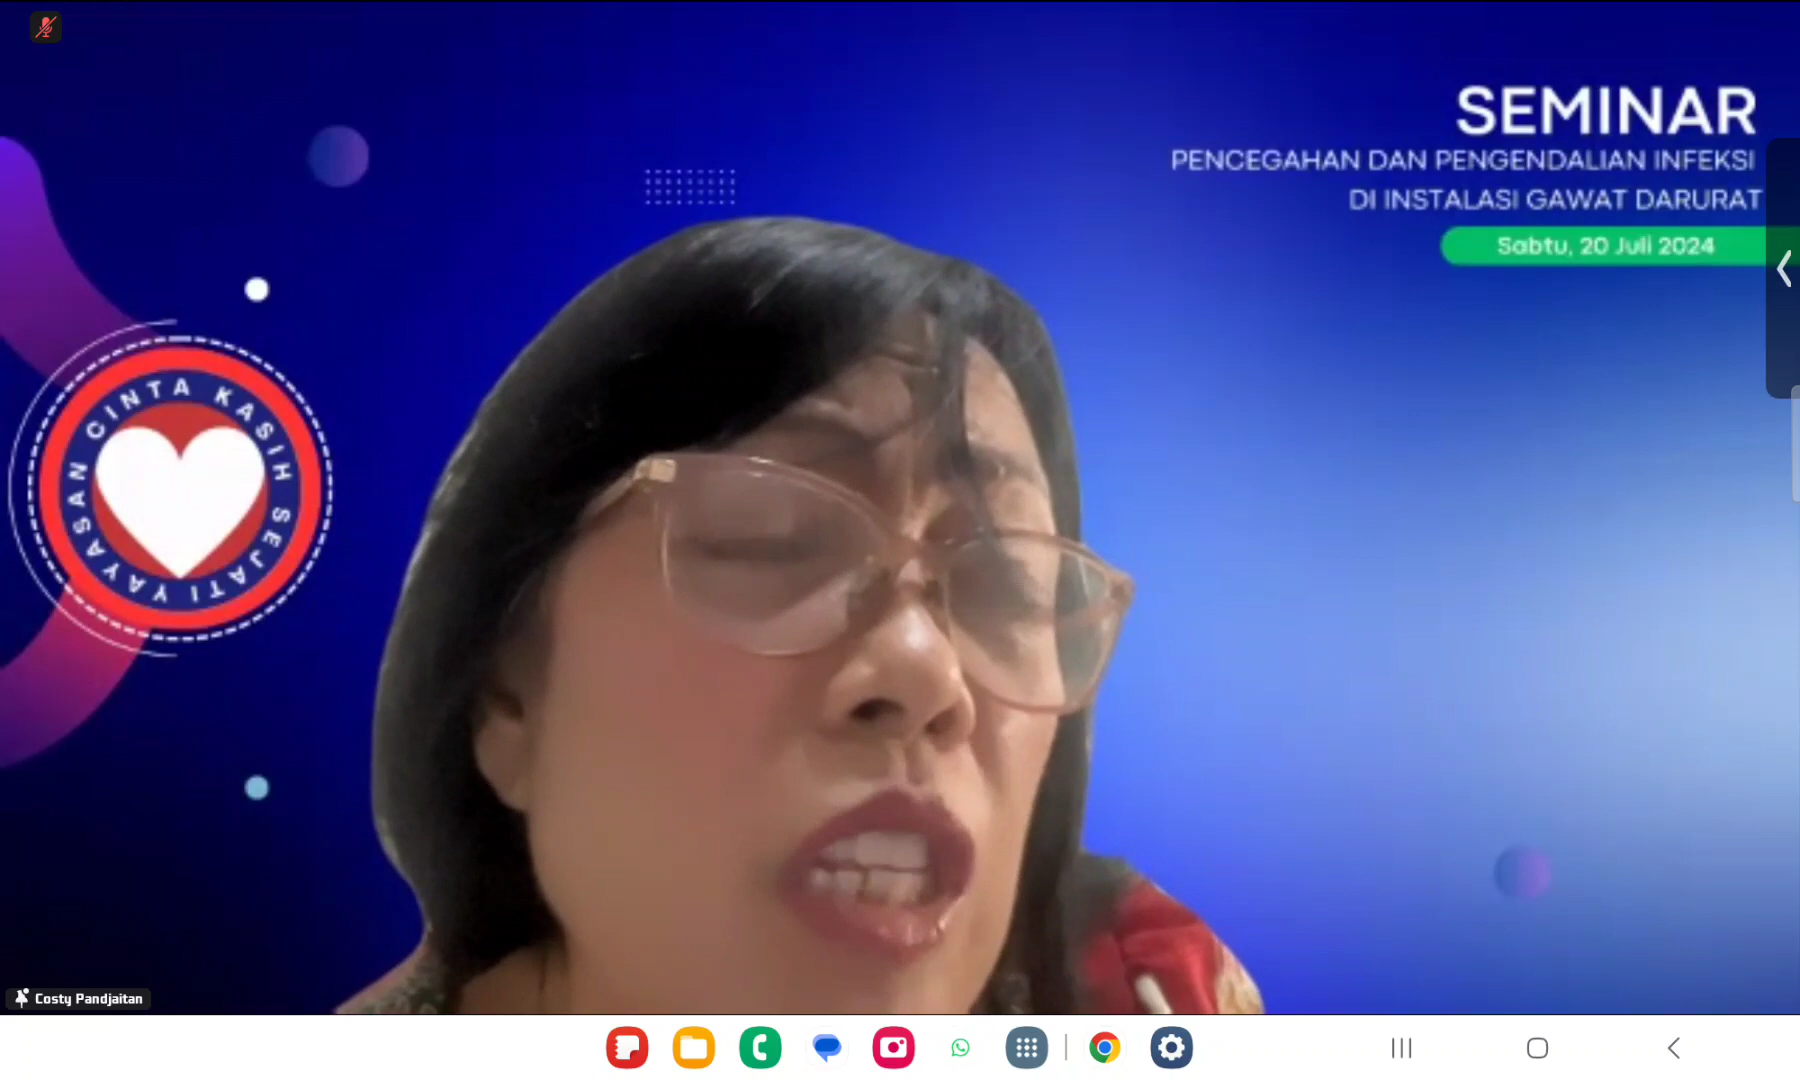 SEMINAR
PENCEGAHAN DAN PENGENDALIAN INFEKSI
DI INSTALASI GAWAT DARURAT
Sabtu, 20 Juli 2024
YAYASAN CINTA KASIH SEJATI
Costy Pandjaitan